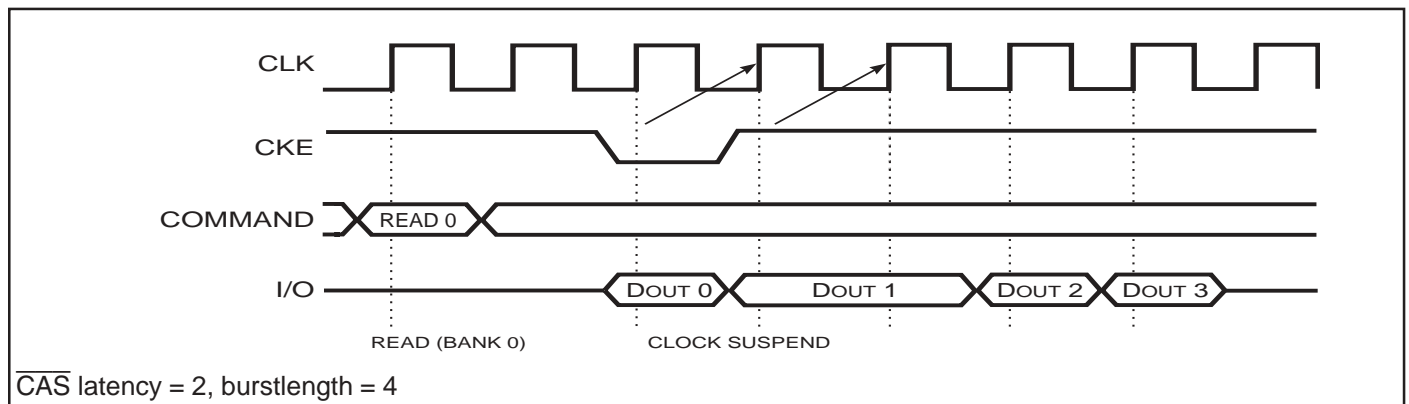 CLK
CKE
COMMAND READ 0
I/O DOUT 0 DOUT 1 DOUT 2 DOUT 3
READ (BANK 0) CLOCK SUSPEND
CAS latency = 2, burstlength = 4